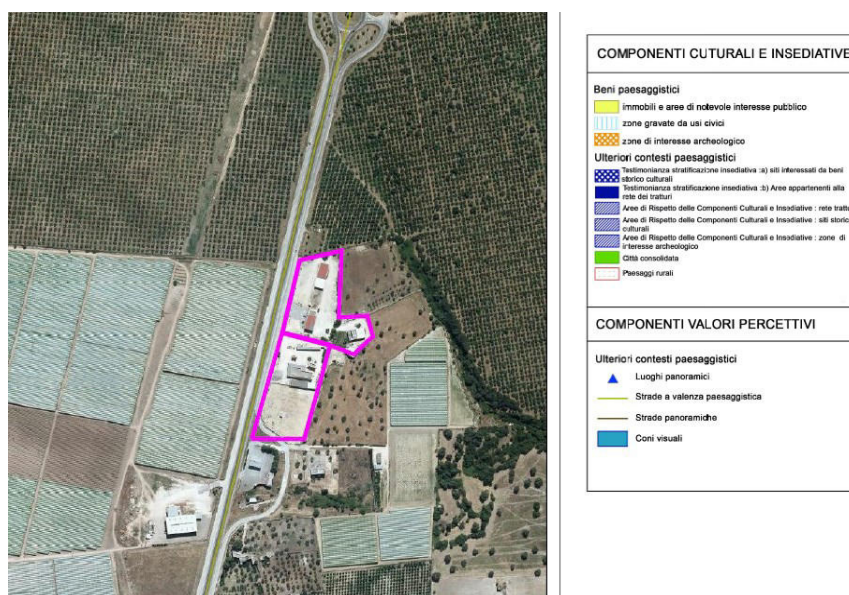 COMPONENTI CUTURALI E INSEDIATIVE
Beni paesaggistici
immobili e aree di notevole interesse pubblico
zone gravate da usi civici
zone di interesse archeologico
Ulteriori contesti paesaggistici
Testimonianza stratificazione insediativa :a) siti interessati da beni
storico culturali
Testimonianza stratificazione insediativa :b) Aree appartenenti alla
rete dei tratturi
Aree di Rispetto delle Componenti Culturali e Insediative : rete
Aree di Rispetto delle Componenti Culturali e Insediative : siti
culturali
Aree di Rispetto delle Componenti Culturali e Insediative : zone di
interesse archeologico
Città consolidata
Paesaggi rurali
COMPONENTI VALORI PERCETTIVI
Ulteriori contesti paesaggistici
Luoghi panoramici
Strade a valenza paesaggistica
Strade panoramiche
Coni visuali